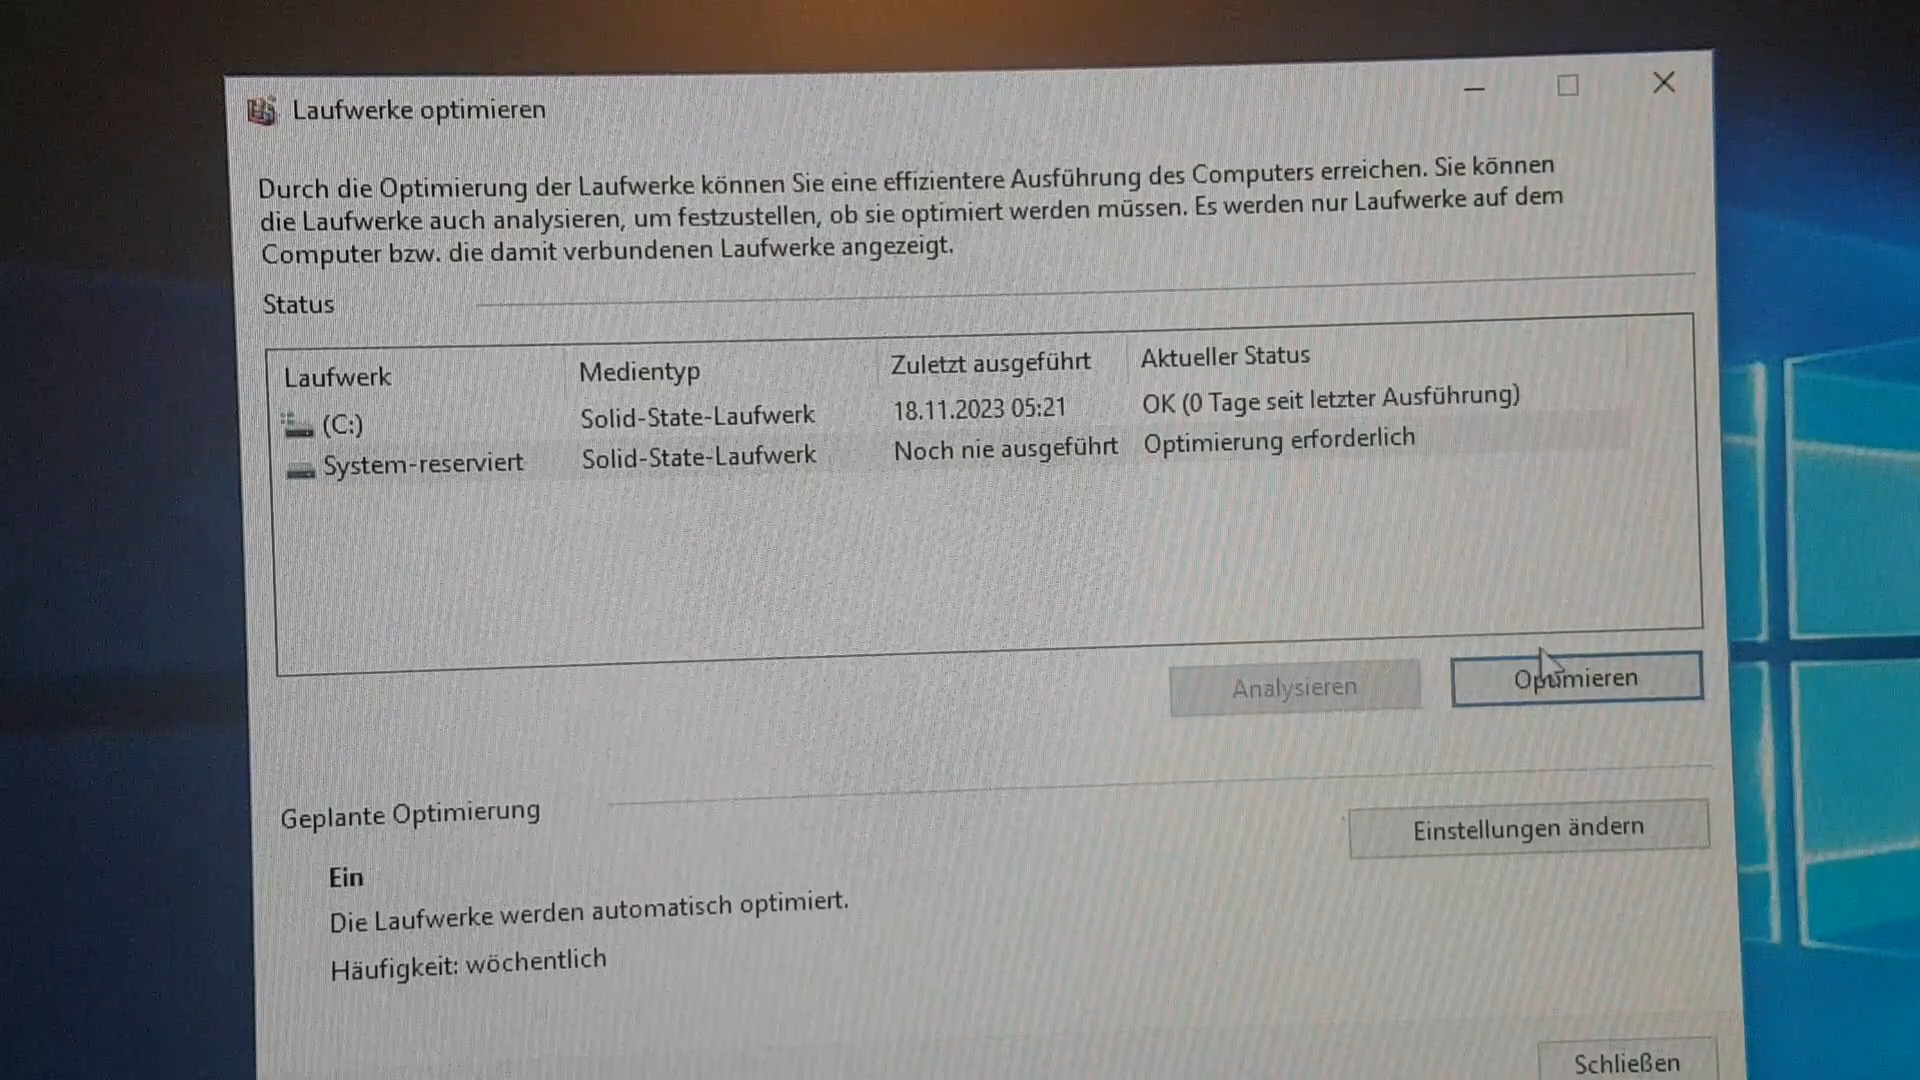 Laufwerke optimieren
Durch die Optimierung der Laufwerke können Sie eine effizientere Ausführung des Computers erreichen. Sie können
die Laufwerke auch analysieren, um festzustellen, ob sie optimiert werden müssen. Es werden nur Laufwerke auf dem
Computer bzw. die damit verbundenen Laufwerke angezeigt.
Status
Laufwerk Medientyp Zuletzt ausgeführt Aktueller Status
(C:) Solid-State-Laufwerk 18.11.2023 05:21 OK (0 Tage seit letzter Ausführung)
System-reserviert Solid-State-Laufwerk Noch nie ausgeführt Optimierung erforderlich
Analysieren Optimieren
Geplante Optimierung
Einstellungen ändern
Ein
Die Laufwerke werden automatisch optimiert.
Häufigkeit: wöchentlich
Schließen